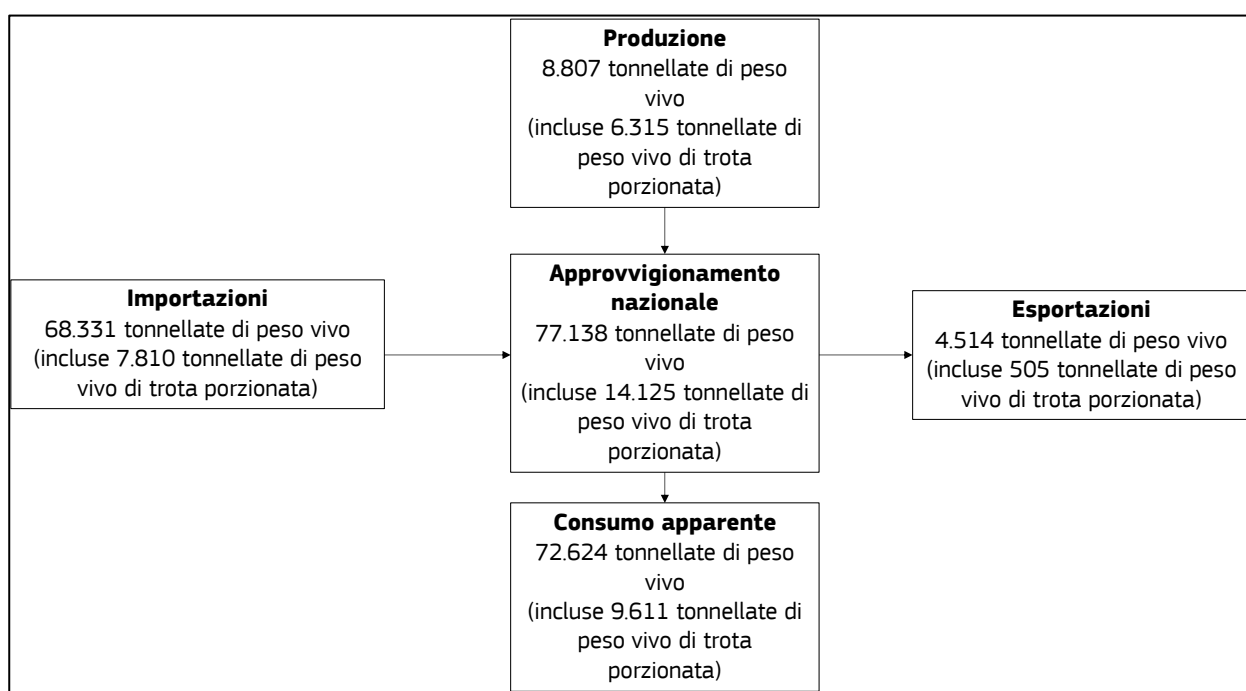 Produzione
8.807 tonnellate di peso
vivo
(incluse 6.315 tonnellate di
peso vivo di trota
porzionata)
Importazioni
68.331 tonnellate di peso vivo
(incluse 7.810 tonnellate di peso
vivo di trota porzionata)
Approvvigionamento
nazionale
77.138 tonnellate di peso
vivo
(incluse 14.125 tonnellate di
peso vivo di trota
porzionata)
Esportazioni
4.514 tonnellate di peso vivo
(incluse 505 tonnellate di peso
vivo di trota porzionata)
Consumo apparente
72.624 tonnellate di peso
vivo
(incluse 9.611 tonnellate di
peso vivo di trota
porzionata)